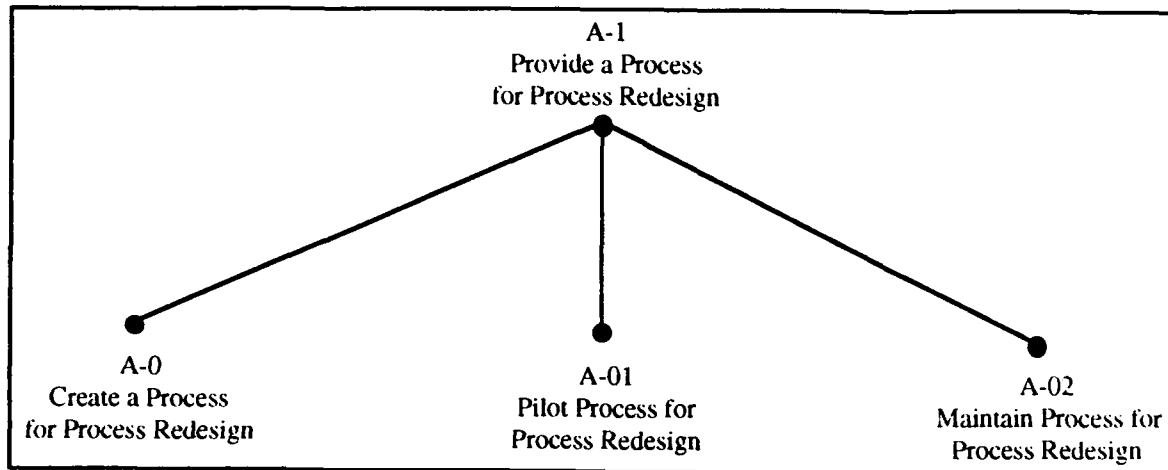 A-1
Provide a Process
for Process Redesign
A-0
Create a Process
for Process Redesign
A-01
Pilot Process for
Process Redesign
A-02
Maintain Process for
Process Redesign